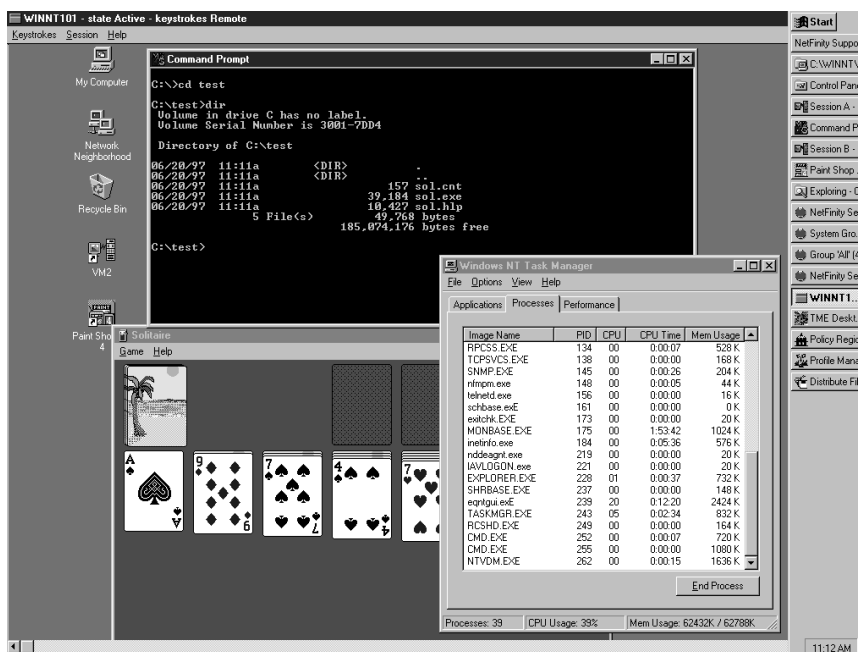 WINNT101 - state Active - keystrokes Remote
Keystrokes Session Help
My Computer
Network
Neighborhood
Recycle Bin
VM2
Paint Sho
4
Command Prompt
C:\>cd test
C:\test>dir
Volume in drive C has no label.
Volume Serial Number is 3001-7DD4
Directory of C:\test
06/20/97 11:11a <DIR> .
06/20/97 11:11a <DIR> ..
06/20/97 11:11a 157 sol.cnt
06/20/97 11:11a 39,184 sol.exe
06/20/97 11:11a 10,427 sol.hlp
5 File(s) 49,768 bytes
185,074,176 bytes free
C:\test>
Solitaire
Game Help
A
A
9
9
7
7
4
4
7
Windows NT Task Manager
File Options View Help
Applications Processes Performance
Image Name PID CPU CPU Time Mem Usage
RPCSS.EXE 134 00 0:00:07 528 K
TCPSVCS.EXE 138 00 0:00:00 168 K
SNMP.EXE 145 00 0:00:26 204 K
nfmpm.exe 148 00 0:00:05 44 K
telnetd.exe 156 00 0:00:00 16 K
schbase.exE 161 00 0:00:00 0 K
exitchk.EXE 173 00 0:00:00 20 K
MONBASE.EXE 175 00 1:53:42 1024 K
inetinfo.exe 184 00 0:05:36 576 K
nddeagnt.exe 219 00 0:00:00 20 K
IAVLOGON.exe 221 00 0:00:00 20 K
EXPLORER.EXE 228 01 0:00:37 732 K
SHRBASE.EXE 237 00 0:00:00 148 K
eqntgui.exE 239 20 0:12:20 2424 K
TASKMGR.EXE 243 05 0:02:34 832 K
RCSHD.EXE 249 00 0:00:00 164 K
CMD.EXE 252 00 0:00:07 720 K
CMD.EXE 255 00 0:00:00 1080 K
NTVDM.EXE 262 00 0:00:15 1636 K
End Process
Processes: 39 CPU Usage: 39% Mem Usage: 62432K / 62788K
Start
NetFinity Suppo
C:\WINNT\
Control Pane
Session A -
Command P
Session B -
Paint Shop
Exploring - C
NetFinity Se
System Gro.
Group 'All' (4
NetFinity Se
WINNT1...
TME Deskt.
Policy Regio
Profile Mana
Distribute Fil
11:12 AM